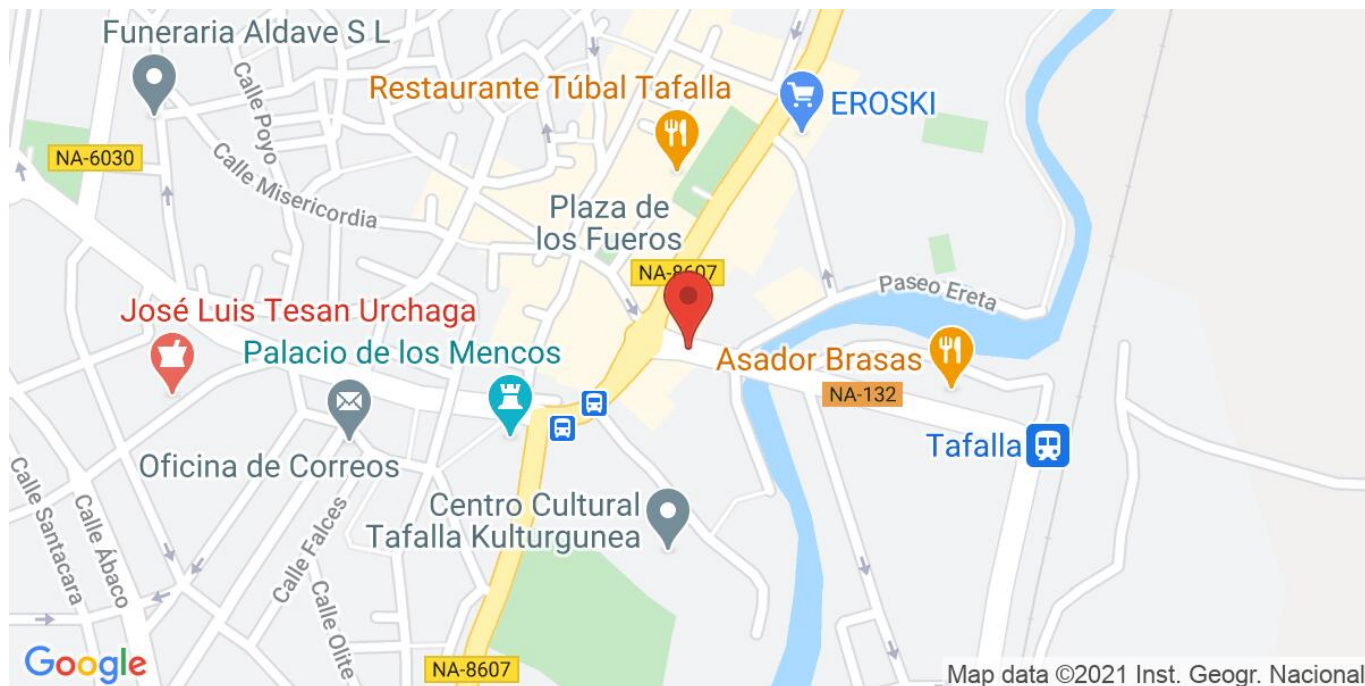 Funeraria Aldave S L
Calle Poyo
Restaurante Túbal Tafalla
EROSKI
NA-6030
Calle Misericordia
Plaza de
los Fueros
NA-8607
Paseo Ereta
José Luis Tesan Urchaga
Palacio de los Mencos
Asador Brasas
NA-132
Oficina de Correos
Tafalla
Calle Santacara
Calle Ábaco
Calle Falces
Centro Cultural
Tafalla Kulturgunea
Calle Olite
Google
NA-8607
Map data ©2021 Inst. Geogr. Nacional